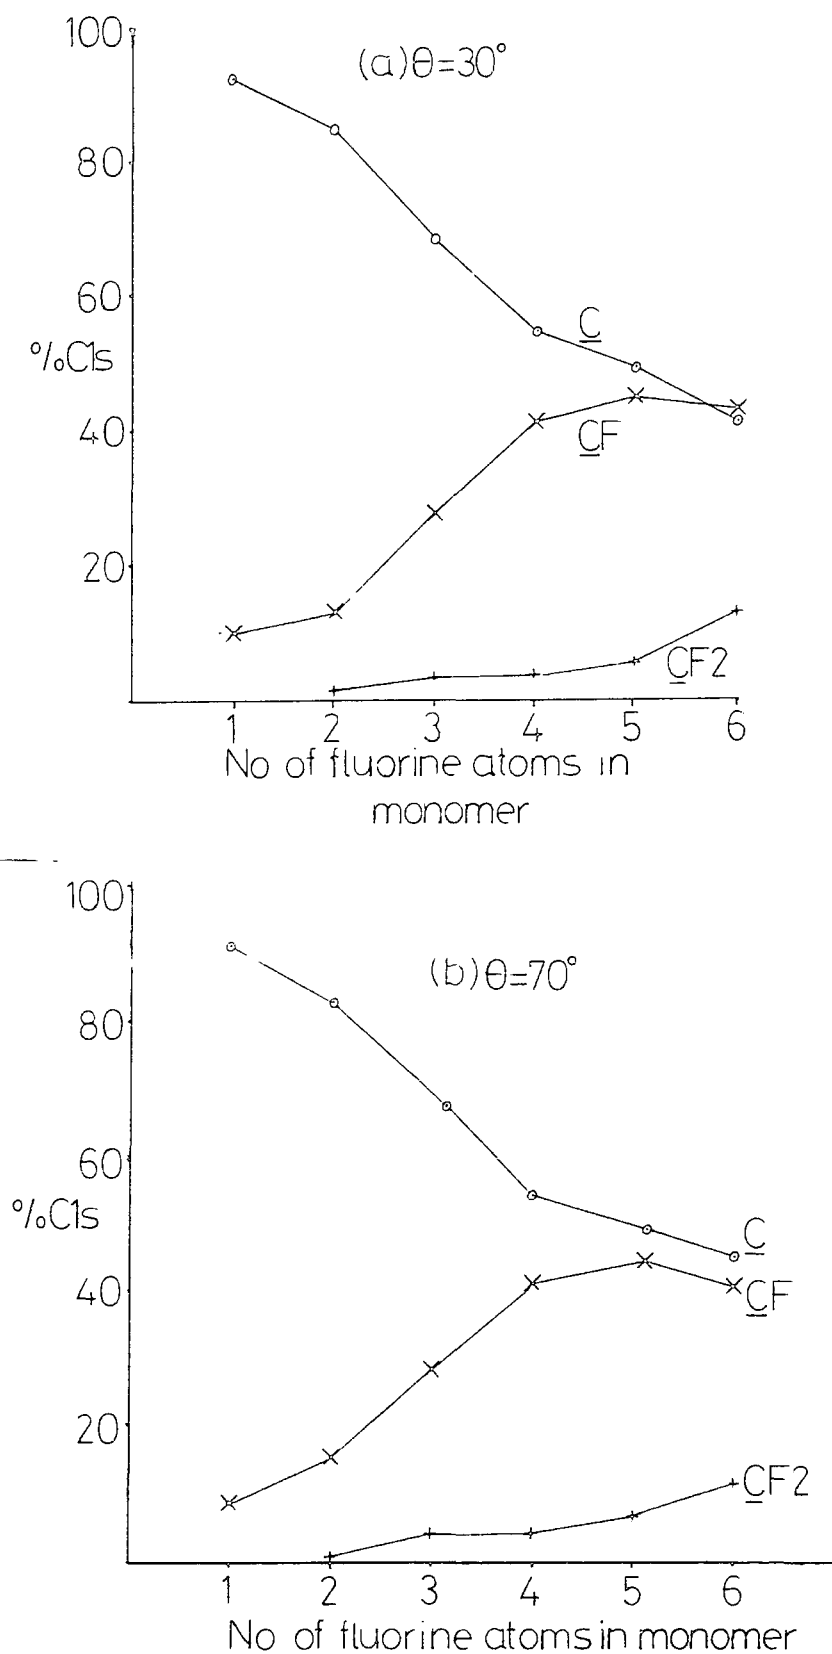 100
(a) θ=30°
80
60
C
%C1s
40
CF
20
CF2
1 2 3 4 5 6
No of fluorine atoms in
monomer
100
(b) θ=70°
80
60
%C1s
C
40
CF
20
CF2
1 2 3 4 5 6
No of fluorine atoms in monomer